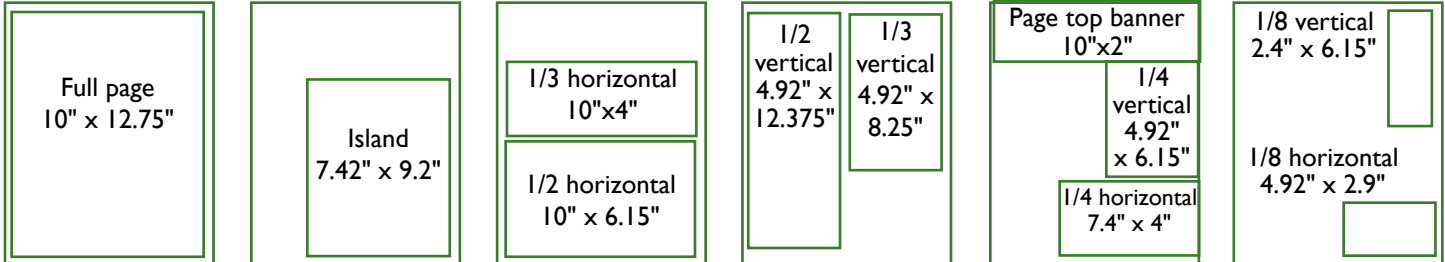 Full page
10" x 12.75"
Island
7.42" x 9.2"
1/3 horizontal
10"x4"
1/2 horizontal
10" x 6.15"
1/2
vertical
4.92" x
12.375"
1/3
vertical
4.92" x
8.25"
Page top banner
10"x2"
1/4
vertical
4.92"
x 6.15"
1/4 horizontal
7.4" x 4"
1/8 vertical
2.4" x 6.15"
1/8 horizontal
4.92" x 2.9"